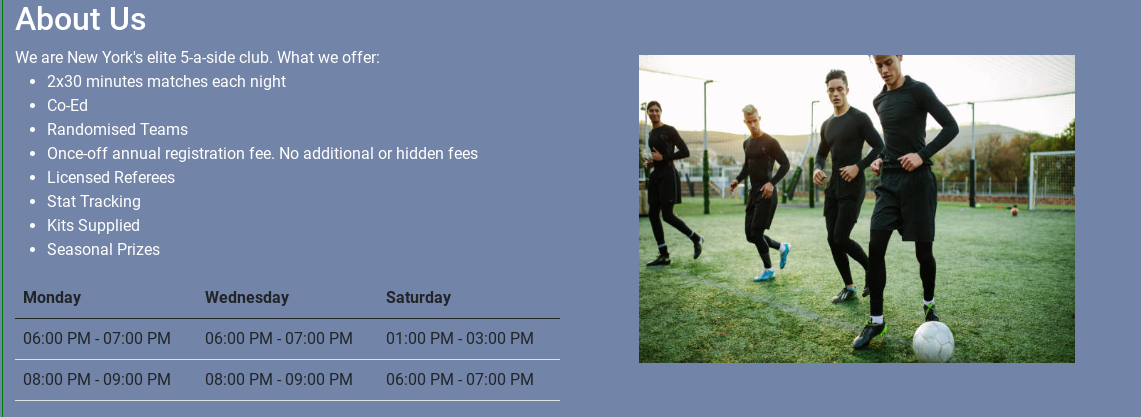 About Us
We are New York's elite 5-a-side club. What we offer:
2x30 minutes matches each night
Co-Ed
Randomised Teams
Once-off annual registration fee. No additional or hidden fees
Licensed Referees
Stat Tracking
Kits Supplied
Seasonal Prizes
Monday Wednesday Saturday
06:00 PM - 07:00 PM 06:00 PM - 07:00 PM 01:00 PM - 03:00 PM
08:00 PM - 09:00 PM 08:00 PM - 09:00 PM 06:00 PM - 07:00 PM